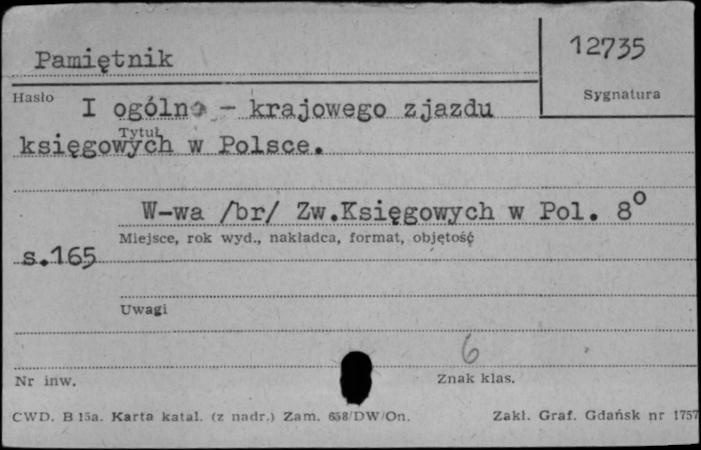 Pamiętnik
12735
Hasło
Sygnatura
I ogólno - krajowego zjazdu
Tytuł
księgowych w Polsce.
W-wa /br/ Zw.Księgowych w Pol. 8⁰
Miejsce, rok wyd., nakładca, format, objętość
s.165
Uwagi
6
Nr inw.
Znak klas.
CWD. B 15a. Karta katal. (z nadr.) Zam. 658/DW/On.
Zakł. Graf. Gdańsk nr 1757